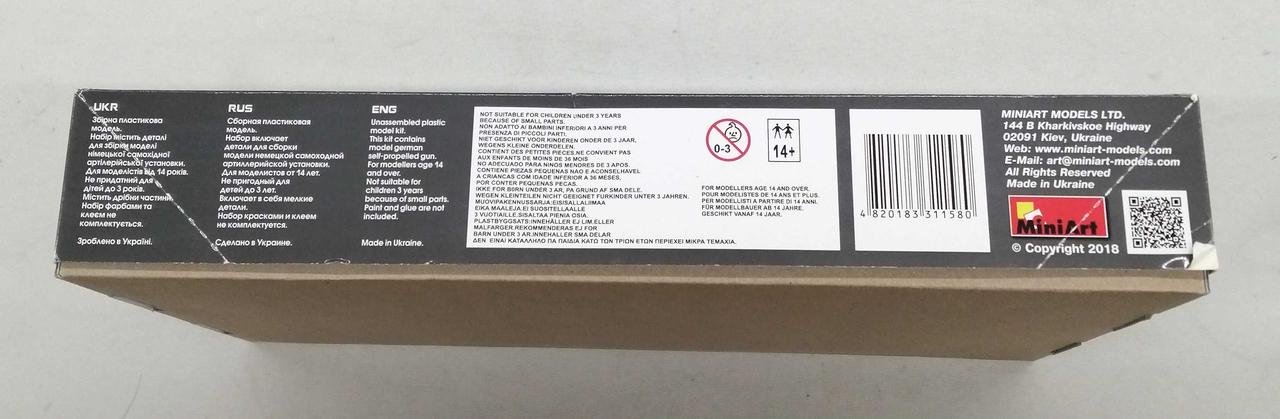 UKR
Збірна пластикова
модель.
Набір містить деталі
для збірки моделі
німецької самохідної
артилерійської установки.
Для моделістів від 14 років.
Не придатний для
дітей до 3 років.
Містить дрібні частини.
Набір фарбами та
клеєм не
комплектується.
Зроблено в Україні.
RUS
Сборная пластиковая
модель.
Набор включает
детали для сборки
модели немецкой самоходной
артиллерийской установки.
Для моделистов от 14 лет.
Не пригодный для
детей до 3 лет.
Включает в себя мелкие
детали.
Набор красками и клеем
не комплектуется.
Сделано в Украине.
ENG
Unassembled plastic
model kit.
This kit contains
model german
self-propelled gun.
For modellers age 14
and over.
Not suitable for
children 3 years
because of small parts.
Paint and glue are not
included.
Made in Ukraine.
NOT SUITABLE FOR CHILDREN UNDER 3 YEARS
BECAUSE OF SMALL PARTS.
NON ADATTO AI BAMBINI INFERIORI A 3 ANNI PER
PRESENZA DI PICCOLI PARTI.
NIET GESCHIKT VOOR KINDEREN ONDER DE 3 JAAR,
WEGENS KLEINE ONDERDELEN.
CONTIENT DES PETITES PIECES.NE CONVIENT PAS
AUX ENFANTS DE MOINS DE 36 MOIS
NO ADECUADO PARA NINOS MENORES DE 3 APOS.
CONTIENE PIEZAS PEQUENAS NAO E ACONSELHAVEL
A CRIANCAS COM IDADE INFERIOR A 36 MESES,
POR CONTER PEQUENAS PECAS.
IKKE FOR B0RN UNDER 3 AR, PA GRUND AF SMA DELE.
WEGEN KLEINTEILEN NICHT GEEIGNET FURKINDER UNTER 3 JAHREN.
MUOVIPAKENNUSSARJA:EISISALLALIIMAA
EIKA MAALEJA.EI SUOSITELLAALLE
3 VUOTIAILLE.SISALTAA PIENIA OSIA.
PLASTBYGGSATS:INNEHÅLLER EJ LIM.ELLER
MALFARGER.REKOMMENDERAS EJ FOR
BARN UNDER 3 AR.INNEHALLER SMA DELAR
ΔΕΝ ΕΙΝΑΙ ΚΑΤΑΛΛΗΛΟ ΓΙΑ ΠΑΙΔΙΑ ΚΑΤΩ ΤΩΝ ΤΡΙΩΝ ΕΤΩΝ ΠΕΡΙΕΧΕΙ ΜΙΚΡΑ ΤΕΜΑΧΙΑ.
0-3
14+
FOR MODELLERS AGE 14 AND OVER.
POUR MODELISTES DE 14 ANS ET PLUS.
PER MODELLISTI A PARTIRE DI 14 ANNI
FÜR MODELLBAUER AB 14 JAHRE.
GESCHIKT VANAF 14 JAAR.
4 820183 311580
MINIART MODELS LTD.
144 B Kharkivskoe Highway
02091 Kiev, Ukraine
Web: www.miniart-models.com
E-Mail: art@miniart-models.com
All Rights Reserved
Made in Ukraine
MiniArt
© Copyright 2018